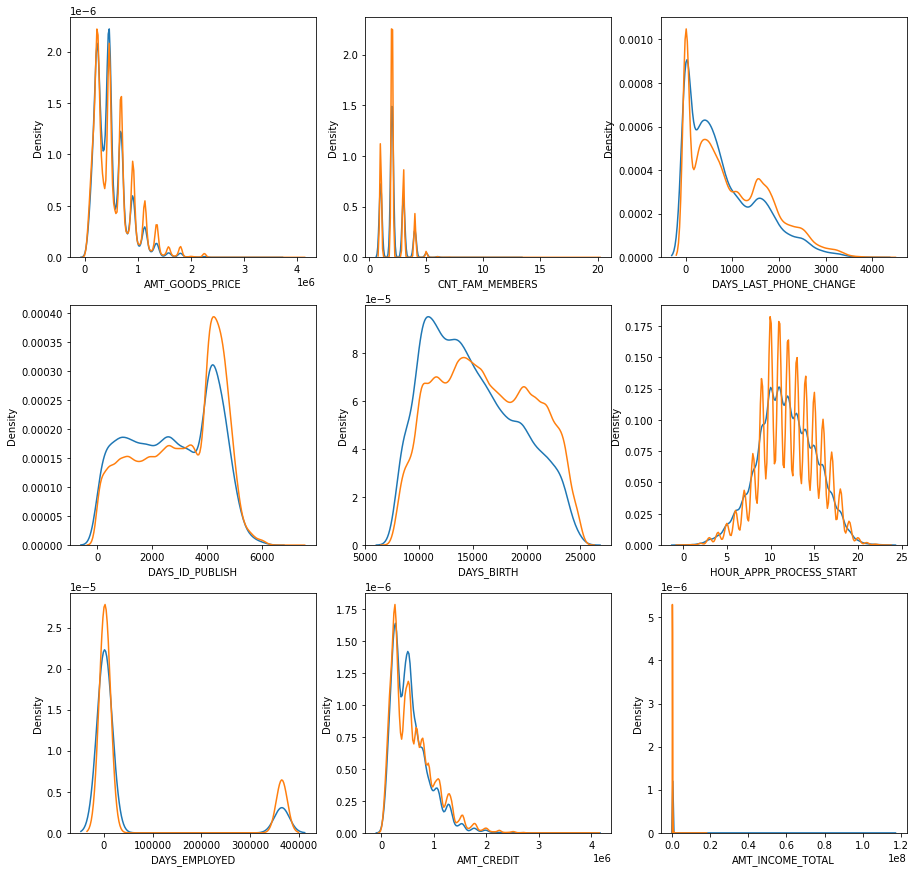 1e-6
2.0
1.5
1.0
0.5
0.0
Density
0 1 2 3 4
1e6
AMT_GOODS_PRICE
2.0
1.5
1.0
0.5
0.0
Density
0 5 10 15 20
CNT_FAM_MEMBERS
0.0010
0.0008
0.0006
0.0004
0.0002
0.0000
Density
0 1000 2000 3000 4000
DAYS_LAST_PHONE_CHANGE
0.00040
0.00035
0.00030
0.00025
0.00020
0.00015
0.00010
0.00005
0.00000
Density
0 2000 4000 6000
DAYS_ID_PUBLISH
1e-5
8
6
4
2
0
Density
5000 10000 15000 20000 25000
DAYS_BIRTH
0.175
0.150
0.125
0.100
0.075
0.050
0.025
0.000
Density
0 5 10 15 20 25
HOUR_APPR_PROCESS_START
1e-5
2.5
2.0
1.5
1.0
0.5
0.0
Density
0 100000 200000 300000 400000
DAYS_EMPLOYED
1e-6
1.75
1.50
1.25
1.00
0.75
0.50
0.25
0.00
Density
0 1 2 3 4
1e6
AMT_CREDIT
1e-6
5
4
3
2
1
0
Density
0.0 0.2 0.4 0.6 0.8 1.0 1.2
1e8
AMT_INCOME_TOTAL